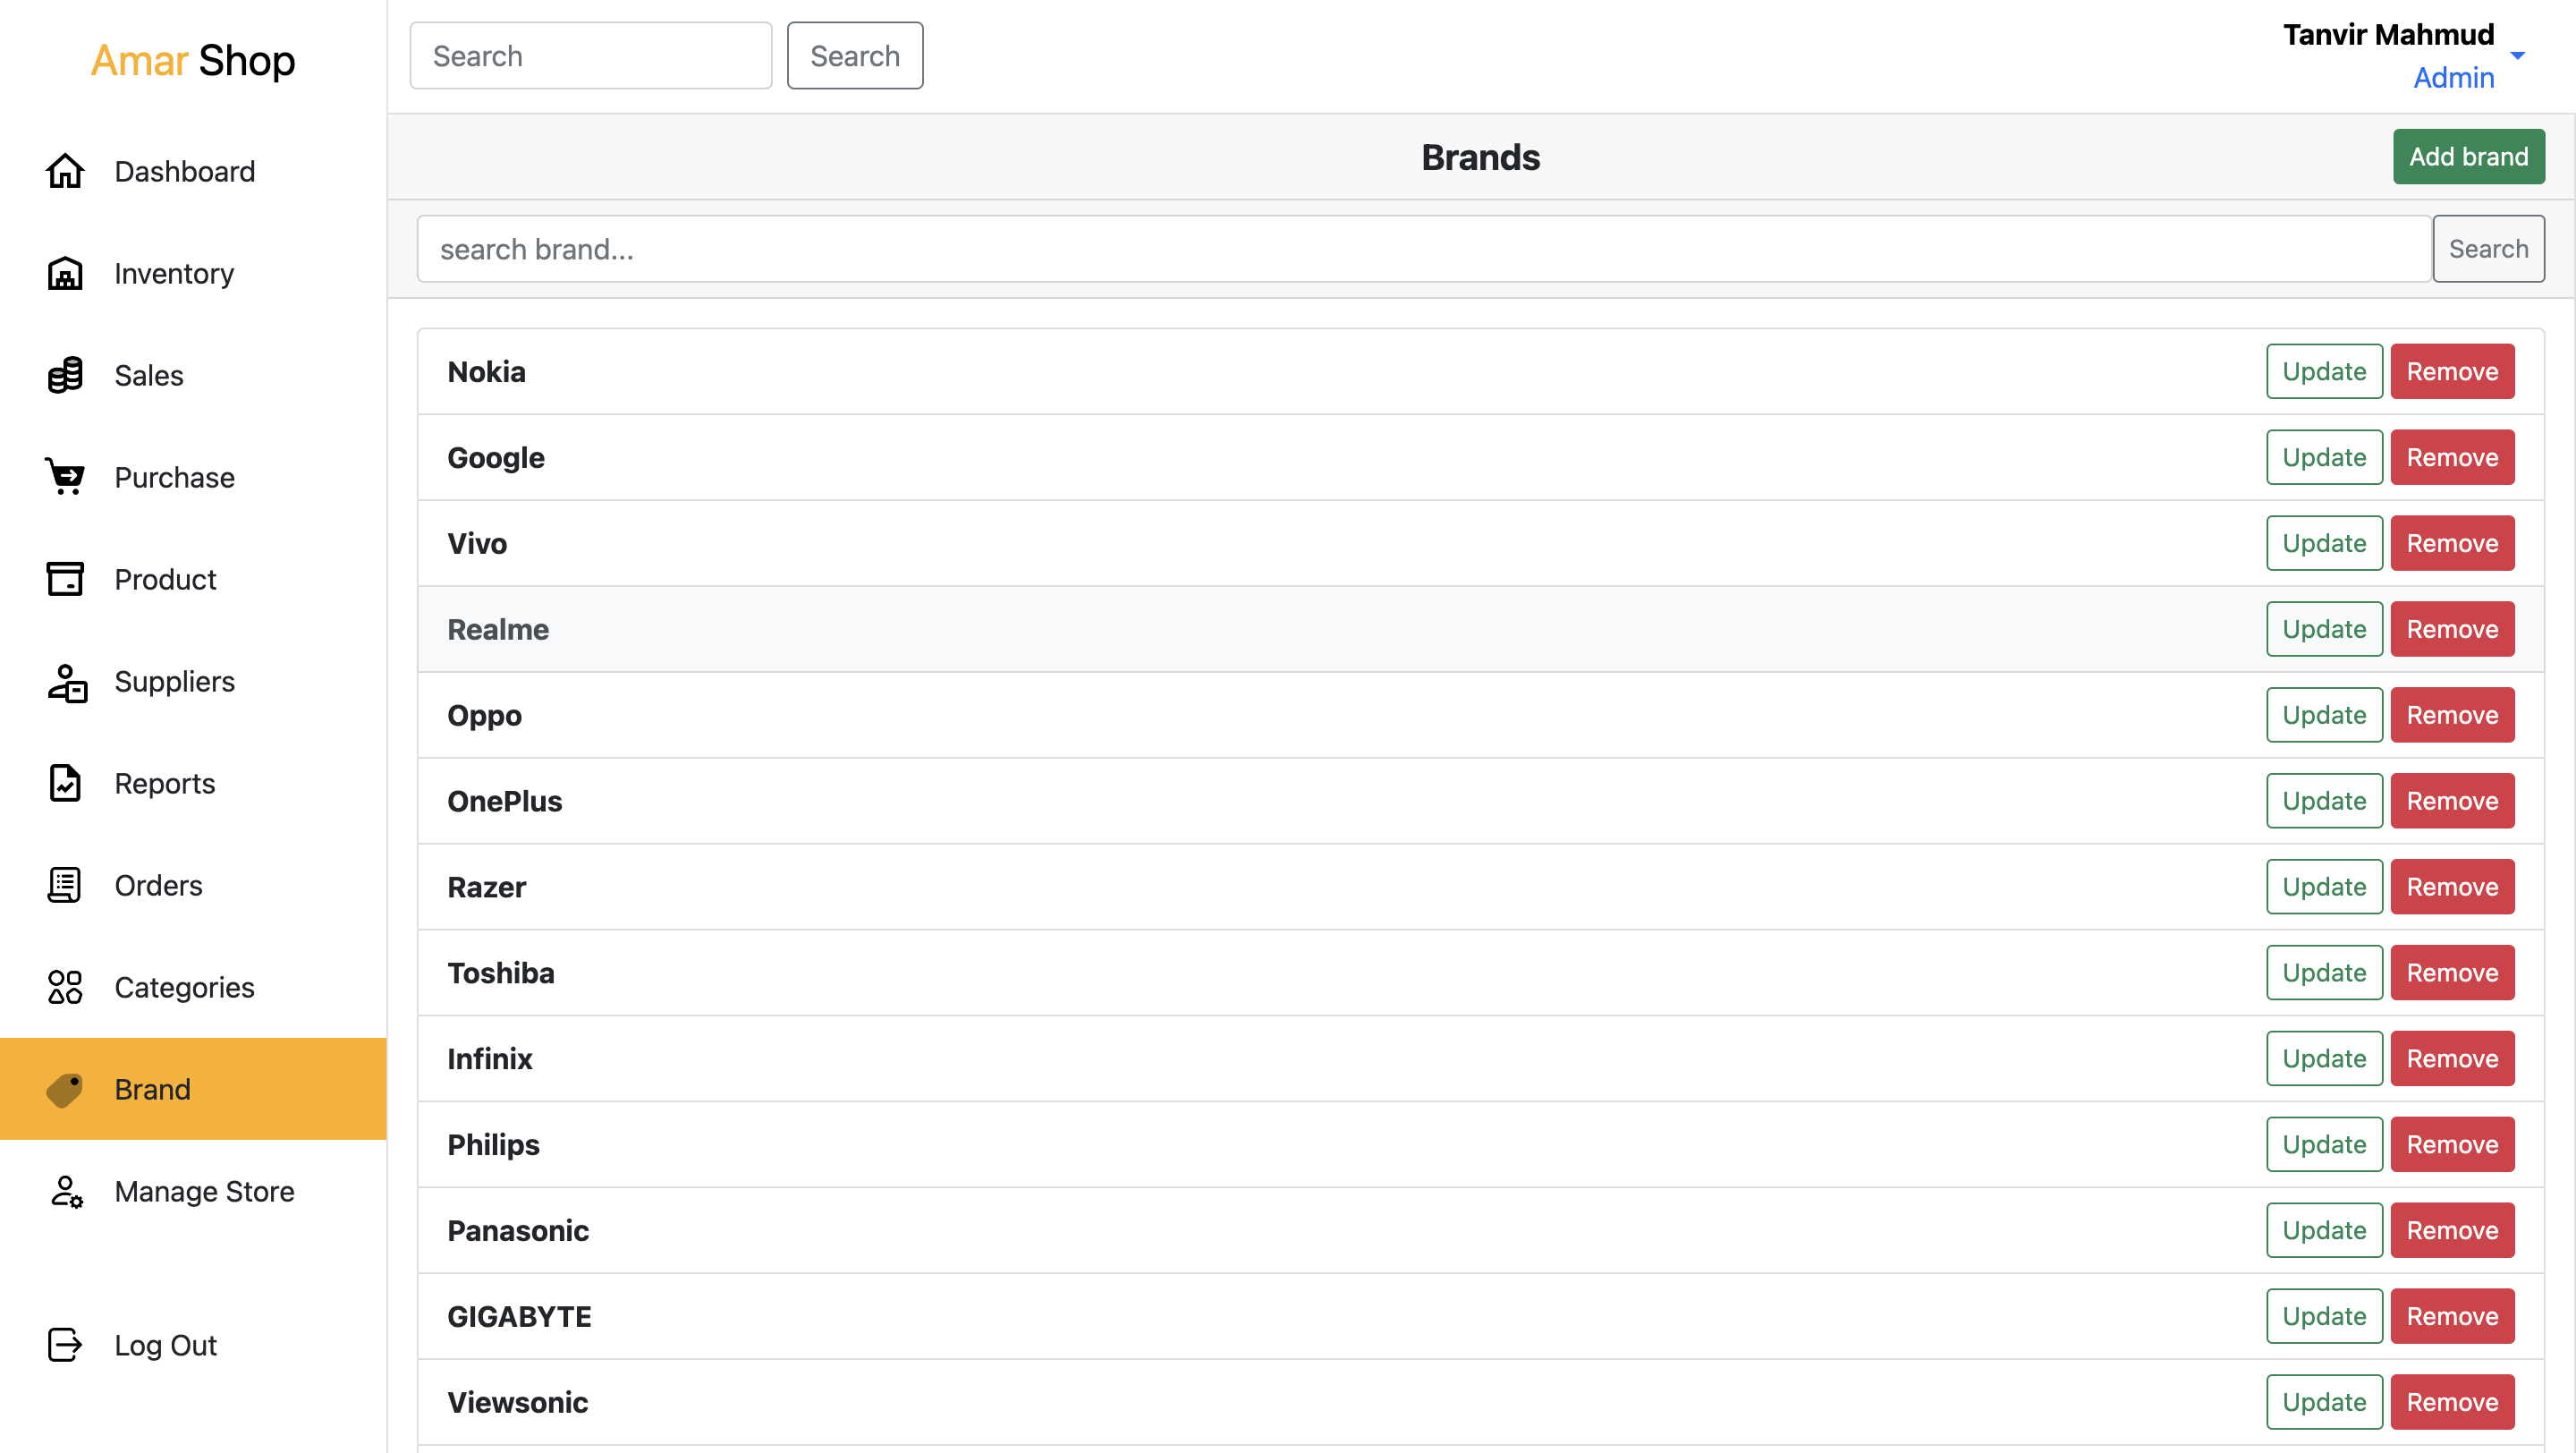 Amar Shop
Dashboard
Inventory
Sales
Purchase
Product
Suppliers
Reports
Orders
Categories
Brand
Manage Store
Log Out
Search Search
Tanvir Mahmud
Admin
Brands Add brand
search brand... Search
Nokia Update Remove
Google Update Remove
Vivo Update Remove
Realme Update Remove
Oppo Update Remove
OnePlus Update Remove
Razer Update Remove
Toshiba Update Remove
Infinix Update Remove
Philips Update Remove
Panasonic Update Remove
GIGABYTE Update Remove
Viewsonic Update Remove